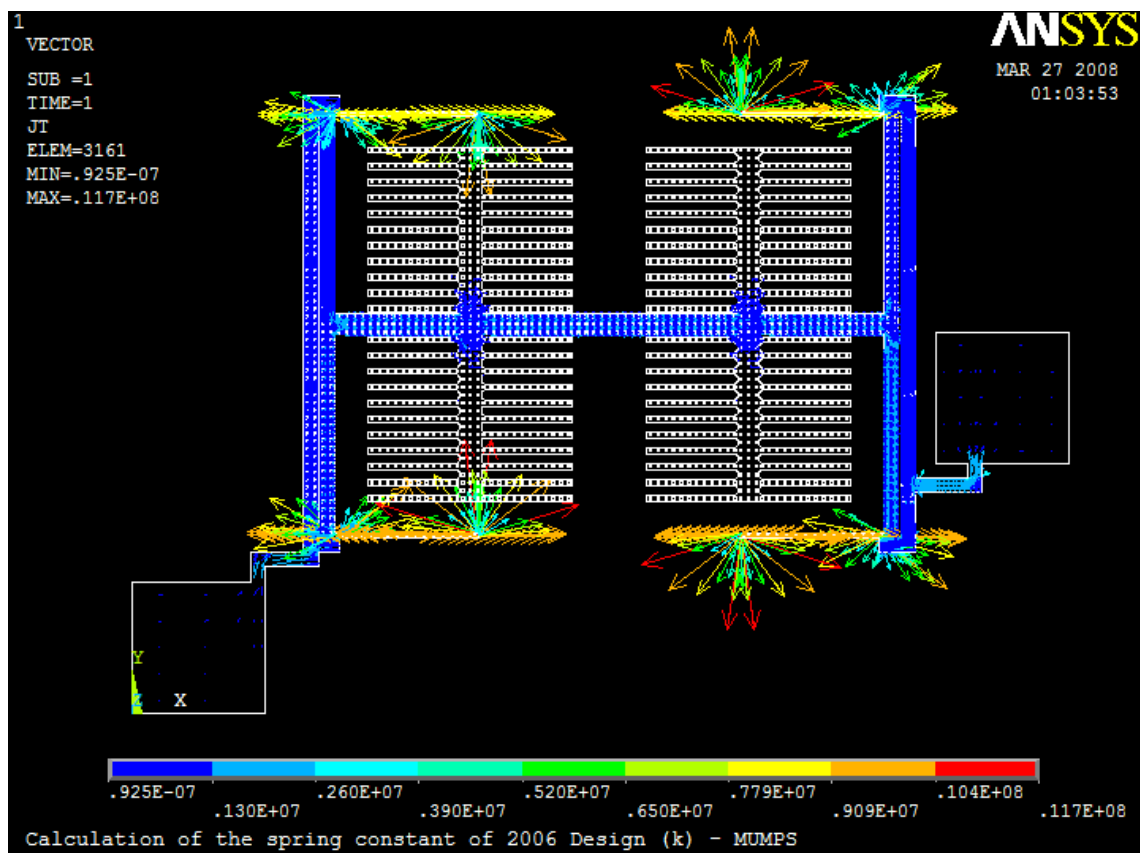 1
VECTOR
SUB =1
TIME=1
JT
ELEM=3161
MIN=.925E-07
MAX=.117E+08
ANSYS
MAR 27 2008
01:03:53
Y
Z X
.925E-07 .260E+07 .520E+07 .779E+07 .104E+08
.130E+07 .390E+07 .650E+07 .909E+07 .117E+08
Calculation of the spring constant of 2006 Design (k) - MUMPS